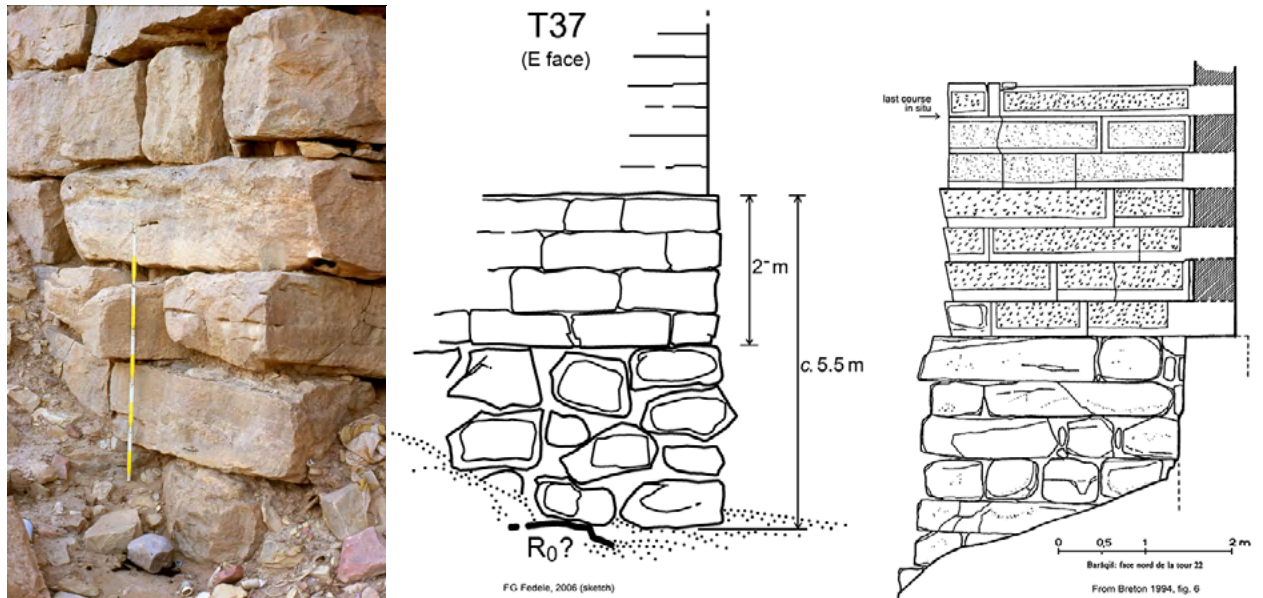 T37
(E face)
2⁻ m
c. 5.5 m
R₀?
FG Fedele, 2006 (sketch)
last course
in situ
0 0,5 1 2 m
Barāqiš: face nord de la tour 22
From Breton 1994, fig. 6